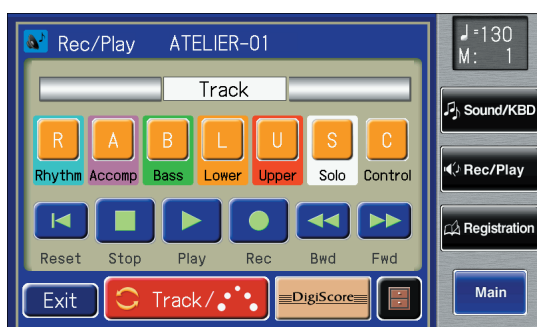 Rec/Play ATELIER-01
♩=130
M: 1
Track
R A B L U S C
Rhythm Accomp Bass Lower Upper Solo Control
Reset Stop Play Rec Bwd Fwd
Exit Track/ DigiScore
Sound/KBD
Rec/Play
Registration
Main